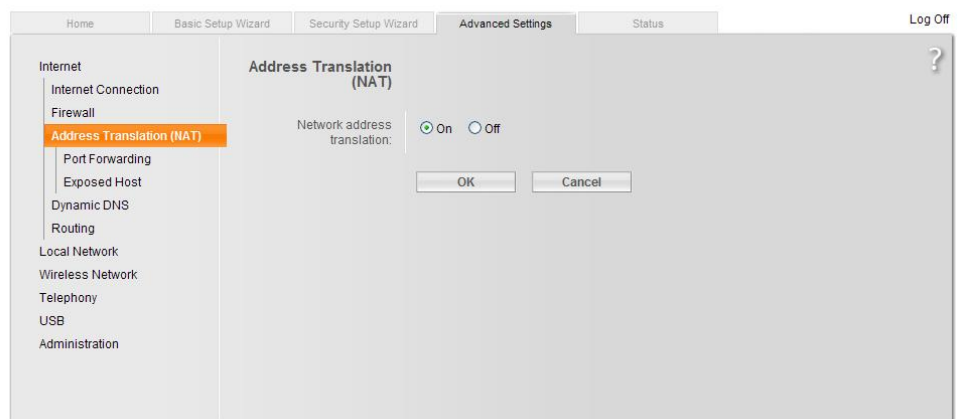 Home
Basic Setup Wizard
Security Setup Wizard
Advanced Settings
Status
Log Off
?
Internet
Internet Connection
Firewall
Address Translation (NAT)
Port Forwarding
Exposed Host
Dynamic DNS
Routing
Local Network
Wireless Network
Telephony
USB
Administration
Address Translation
(NAT)
Network address
translation:
On Off
OK Cancel